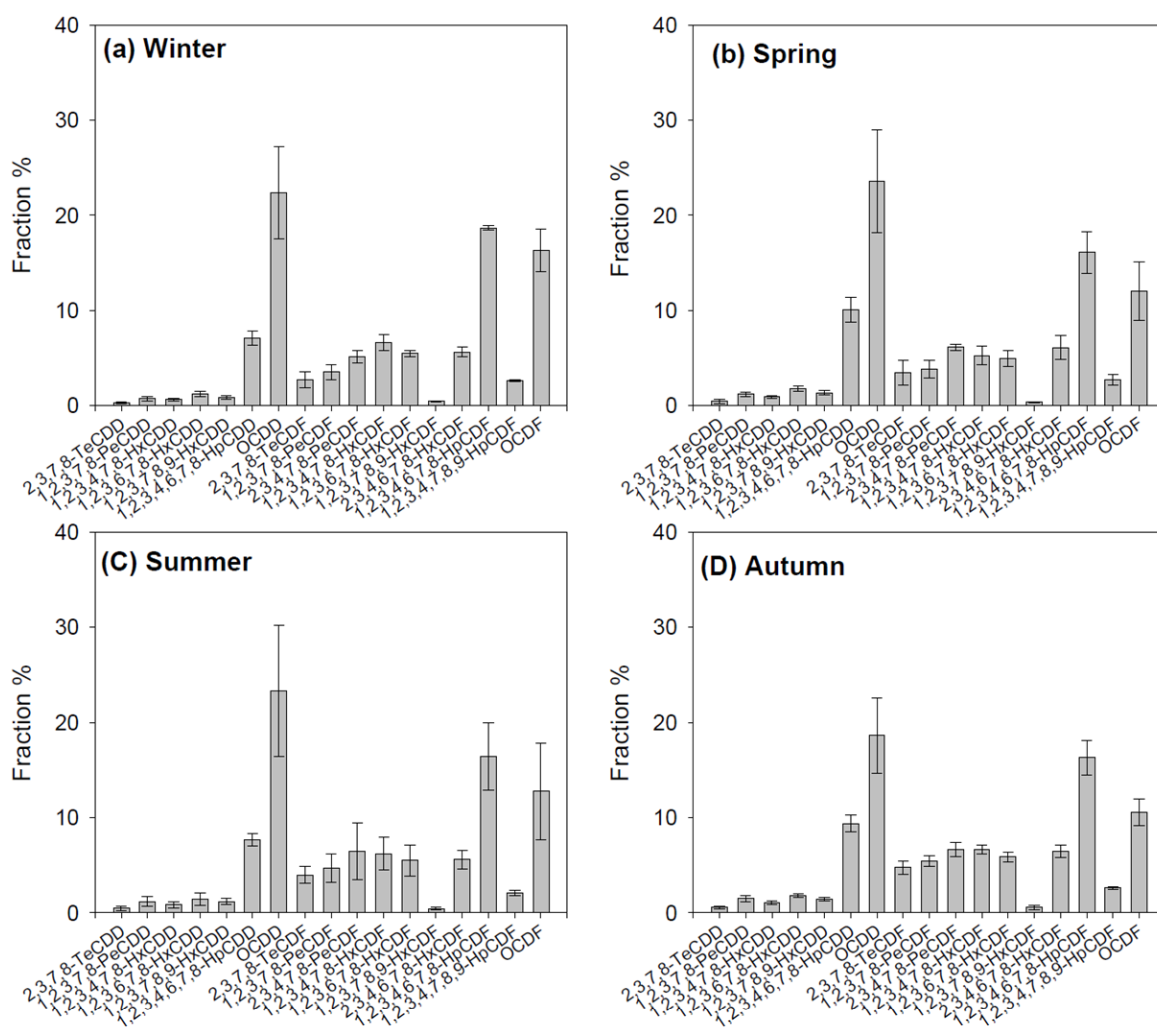 40
30
20
10
0
Fraction %
(a) Winter
2,3,7,8-TeCDD
1,2,3,7,8-PeCDD
1,2,3,4,7,8-HxCDD
1,2,3,6,7,8-HxCDD
1,2,3,7,8,9-HxCDD
1,2,3,4,6,7,8-HpCDD
OCDD
2,3,7,8-TeCDF
1,2,3,7,8-PeCDF
2,3,4,7,8-PeCDF
1,2,3,4,7,8-HxCDF
1,2,3,6,7,8-HxCDF
1,2,3,7,8,9-HxCDF
2,3,4,6,7,8-HxCDF
1,2,3,4,6,7,8-HpCDF
1,2,3,4,7,8,9-HpCDF
OCDF
40
30
20
10
0
Fraction %
(b) Spring
2,3,7,8-TeCDD
1,2,3,7,8-PeCDD
1,2,3,4,7,8-HxCDD
1,2,3,6,7,8-HxCDD
1,2,3,7,8,9-HxCDD
1,2,3,4,6,7,8-HpCDD
OCDD
2,3,7,8-TeCDF
1,2,3,7,8-PeCDF
2,3,4,7,8-PeCDF
1,2,3,4,7,8-HxCDF
1,2,3,6,7,8-HxCDF
1,2,3,7,8,9-HxCDF
2,3,4,6,7,8-HxCDF
1,2,3,4,6,7,8-HpCDF
1,2,3,4,7,8,9-HpCDF
OCDF
40
30
20
10
0
Fraction %
(C) Summer
2,3,7,8-TeCDD
1,2,3,7,8-PeCDD
1,2,3,4,7,8-HxCDD
1,2,3,6,7,8-HxCDD
1,2,3,7,8,9-HxCDD
1,2,3,4,6,7,8-HpCDD
OCDD
2,3,7,8-TeCDF
1,2,3,7,8-PeCDF
2,3,4,7,8-PeCDF
1,2,3,4,7,8-HxCDF
1,2,3,6,7,8-HxCDF
1,2,3,7,8,9-HxCDF
2,3,4,6,7,8-HxCDF
1,2,3,4,6,7,8-HpCDF
1,2,3,4,7,8,9-HpCDF
OCDF
40
30
20
10
0
Fraction %
(D) Autumn
2,3,7,8-TeCDD
1,2,3,7,8-PeCDD
1,2,3,4,7,8-HxCDD
1,2,3,6,7,8-HxCDD
1,2,3,7,8,9-HxCDD
1,2,3,4,6,7,8-HpCDD
OCDD
2,3,7,8-TeCDF
1,2,3,7,8-PeCDF
2,3,4,7,8-PeCDF
1,2,3,4,7,8-HxCDF
1,2,3,6,7,8-HxCDF
1,2,3,7,8,9-HxCDF
2,3,4,6,7,8-HxCDF
1,2,3,4,6,7,8-HpCDF
1,2,3,4,7,8,9-HpCDF
OCDF